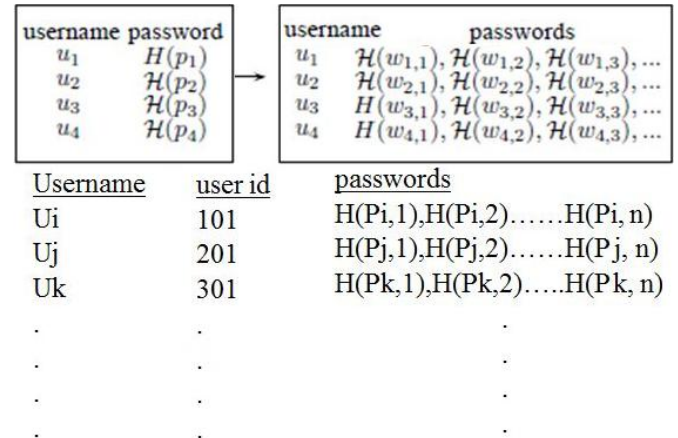 username password
u1 H(p1)
u2 H(p2)
u3 H(p3)
u4 H(p4)
username passwords
u1 H(w1,1), H(w1,2), H(w1,3), ...
u2 H(w2,1), H(w2,2), H(w2,3), ...
u3 H(w3,1), H(w3,2), H(w3,3), ...
u4 H(w4,1), H(w4,2), H(w4,3), ...
Username user id passwords
Ui 101 H(Pi,1),H(Pi,2)......H(Pi, n)
Uj 201 H(Pj,1),H(Pj,2)......H(Pj, n)
Uk 301 H(Pk,1),H(Pk,2).....H(Pk, n)
. . .
. . .
. . .
. . .